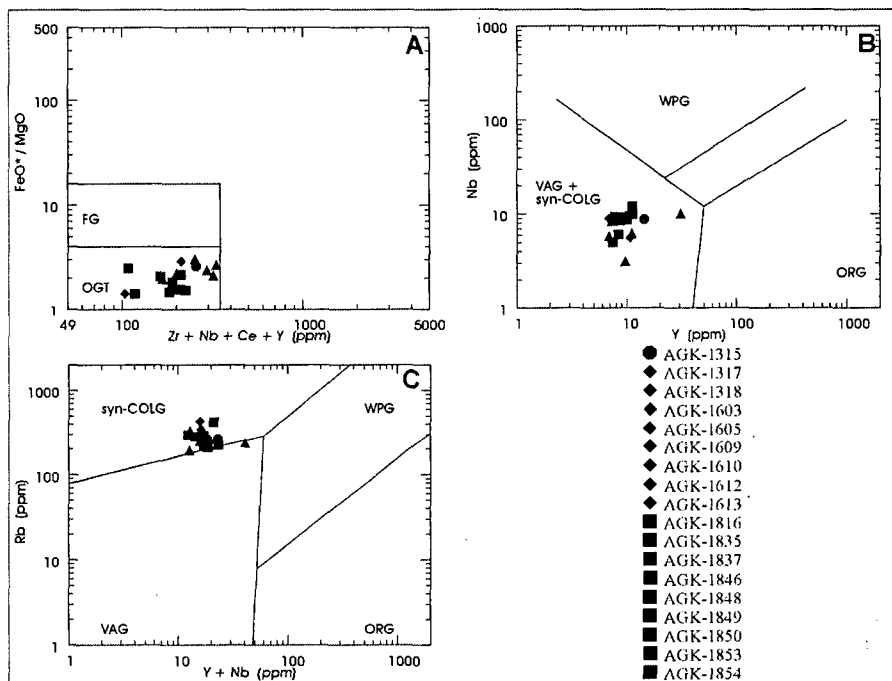 A
500
100
10
1
FeO* / MgO
FG
OGT
49
100
1000
5000
Zr + Nb + Ce + Y (ppm)
B
1000
100
10
1
Nb (ppm)
WPG
VAG +
syn-COLG
ORG
1
10
100
1000
Y (ppm)
C
1000
100
10
1
Rb (ppm)
syn-COLG
WPG
VAG
ORG
1
10
100
1000
Y + Nb (ppm)
AGK-1315
AGK-1317
AGK-1318
AGK-1603
AGK-1605
AGK-1609
AGK-1610
AGK-1612
AGK-1613
AGK-1816
AGK-1835
AGK-1837
AGK-1846
AGK-1848
AGK-1849
AGK-1850
AGK-1853
AGK-1854